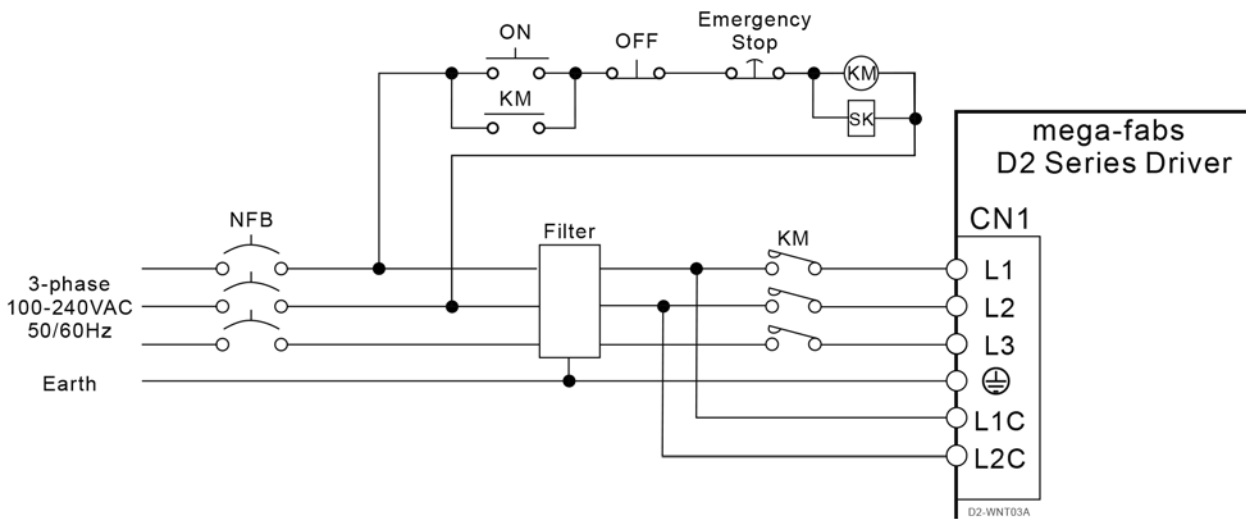 ON
OFF
Emergency
Stop
KM
KM
SK
mega-fabs
D2 Series Driver
CN1
NFB
Filter
KM
3-phase
100-240VAC
50/60Hz
Earth
L1
L2
L3
L1C
L2C
D2-WNT03A